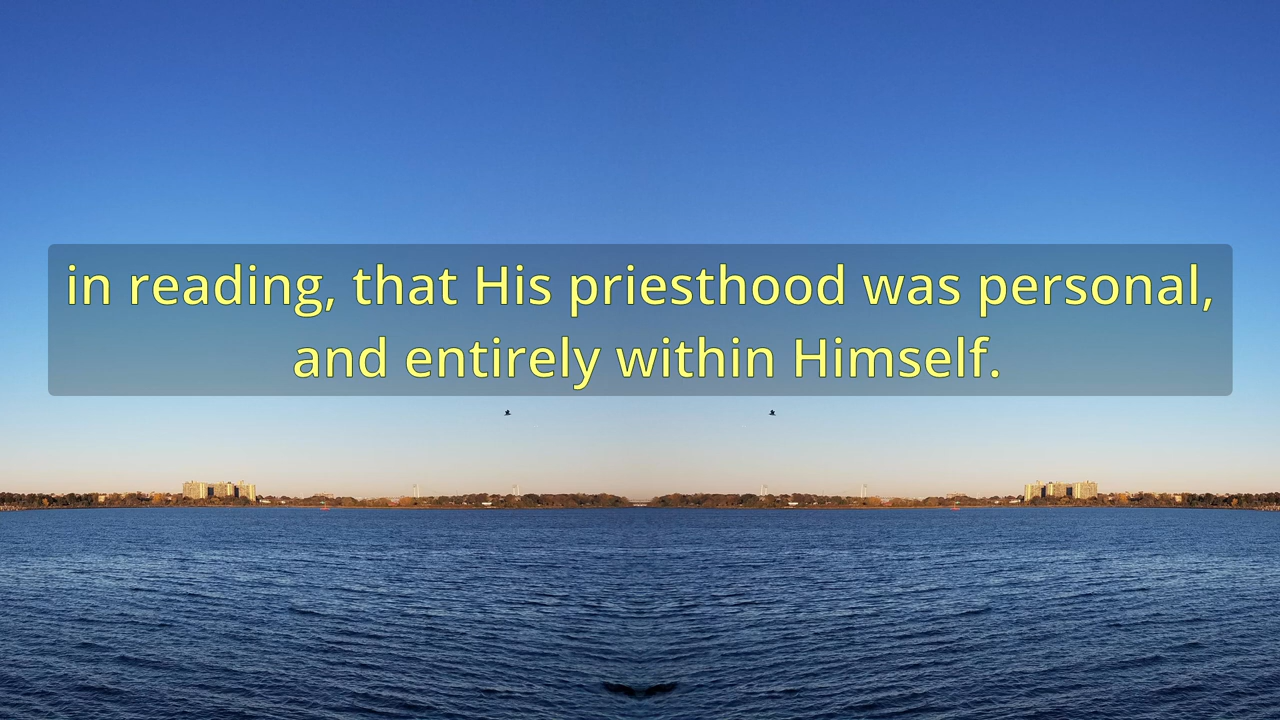 in reading, that His priesthood was personal,
and entirely within Himself.